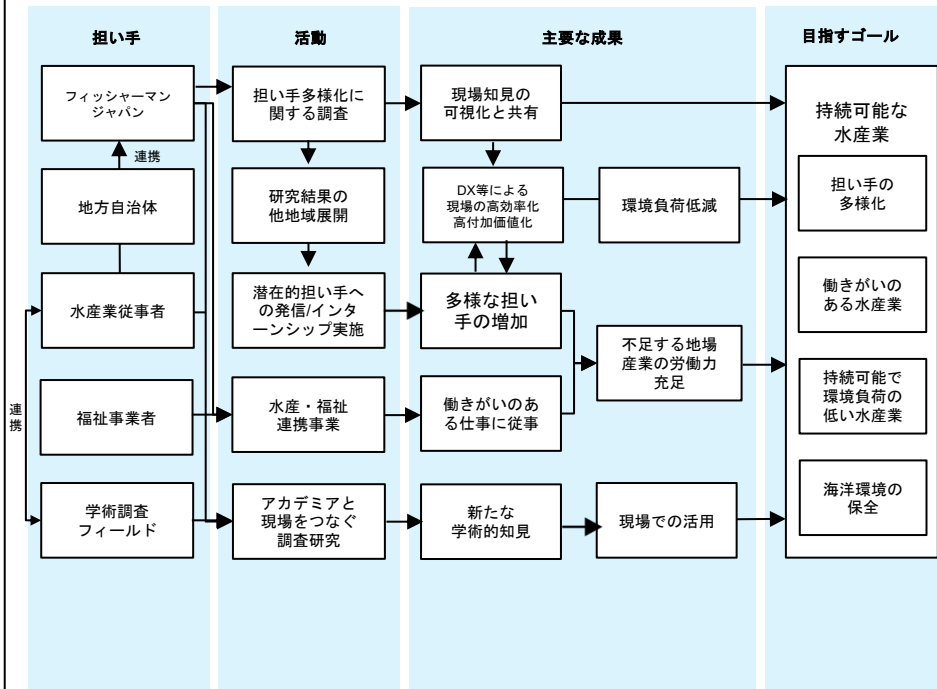 担い手
活動
主要な成果
目指すゴール
フィッシャーマン
ジャパン
連携
地方自治体
水産業従事者
福祉事業者
学術調査
フィールド
連携
担い手多様化に
関する調査
研究結果の
他地域展開
潜在的担い手へ
の発信/インタ
ーンシップ実施
水産・福祉
連携事業
アカデミアと
現場をつなぐ
調査研究
現場知見の
可視化と共有
DX等による
現場の高効率化
高付加価値化
環境負荷低減
多様な担い
手の増加
不足する地場
産業の労働力
充足
働きがいのあ
る仕事に従事
新たな
学術的知見
現場での活用
持続可能な
水産業
担い手の
多様化
働きがいの
ある水産業
持続可能で
環境負荷の
低い水産業
海洋環境の
保全